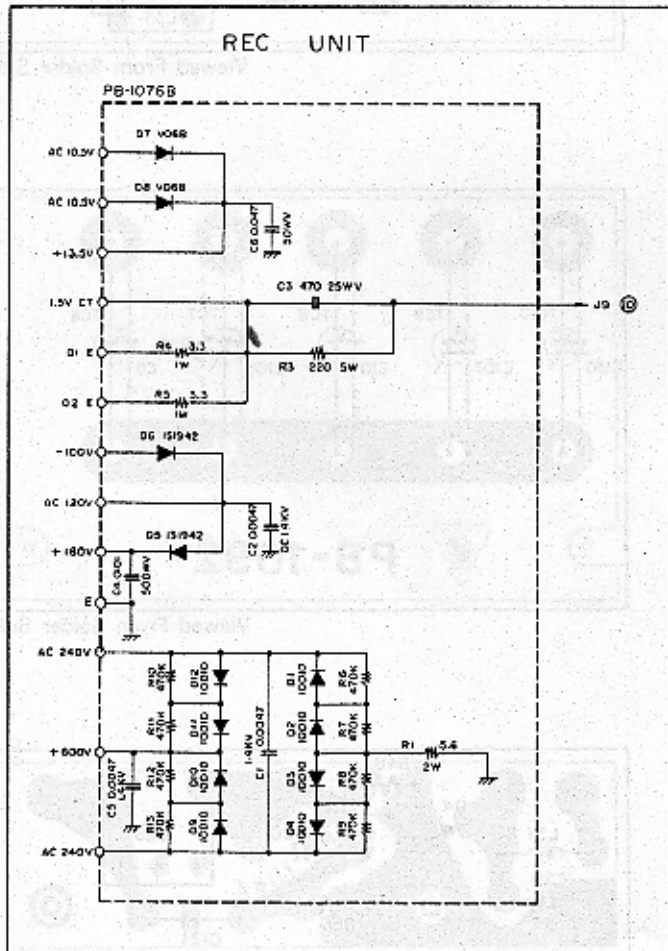 REC UNIT
PB-1076B
D7 V06B
AC 10.5V
D8 V06B
AC 10.5V
C6 0.047
50WV
+13.5V
C3 470 25WV
1.5V CT
J9 10
R4 3.3
1W
D1 E
R3 220 5W
R5 3.3
1W
D2 E
D6 1S1942
-100V
AC 120V
C2 0.0047
DC 1.4KV
D5 1S1942
+160V
C4 0.01
500WV
E
AC 240V
R10
470K
D12
10D10
D1
10D10
R6
470K
R11
470K
D11
10D10
C1 0.0047
1.4KV
D2
10D10
R7
470K
+600V
R1 5.6
2W
C5 0.0047
1.4KV
R12
470K
D10
10D10
D3
10D10
R8
470K
R13
470K
D9
10D10
D4
10D10
R9
470K
AC 240V